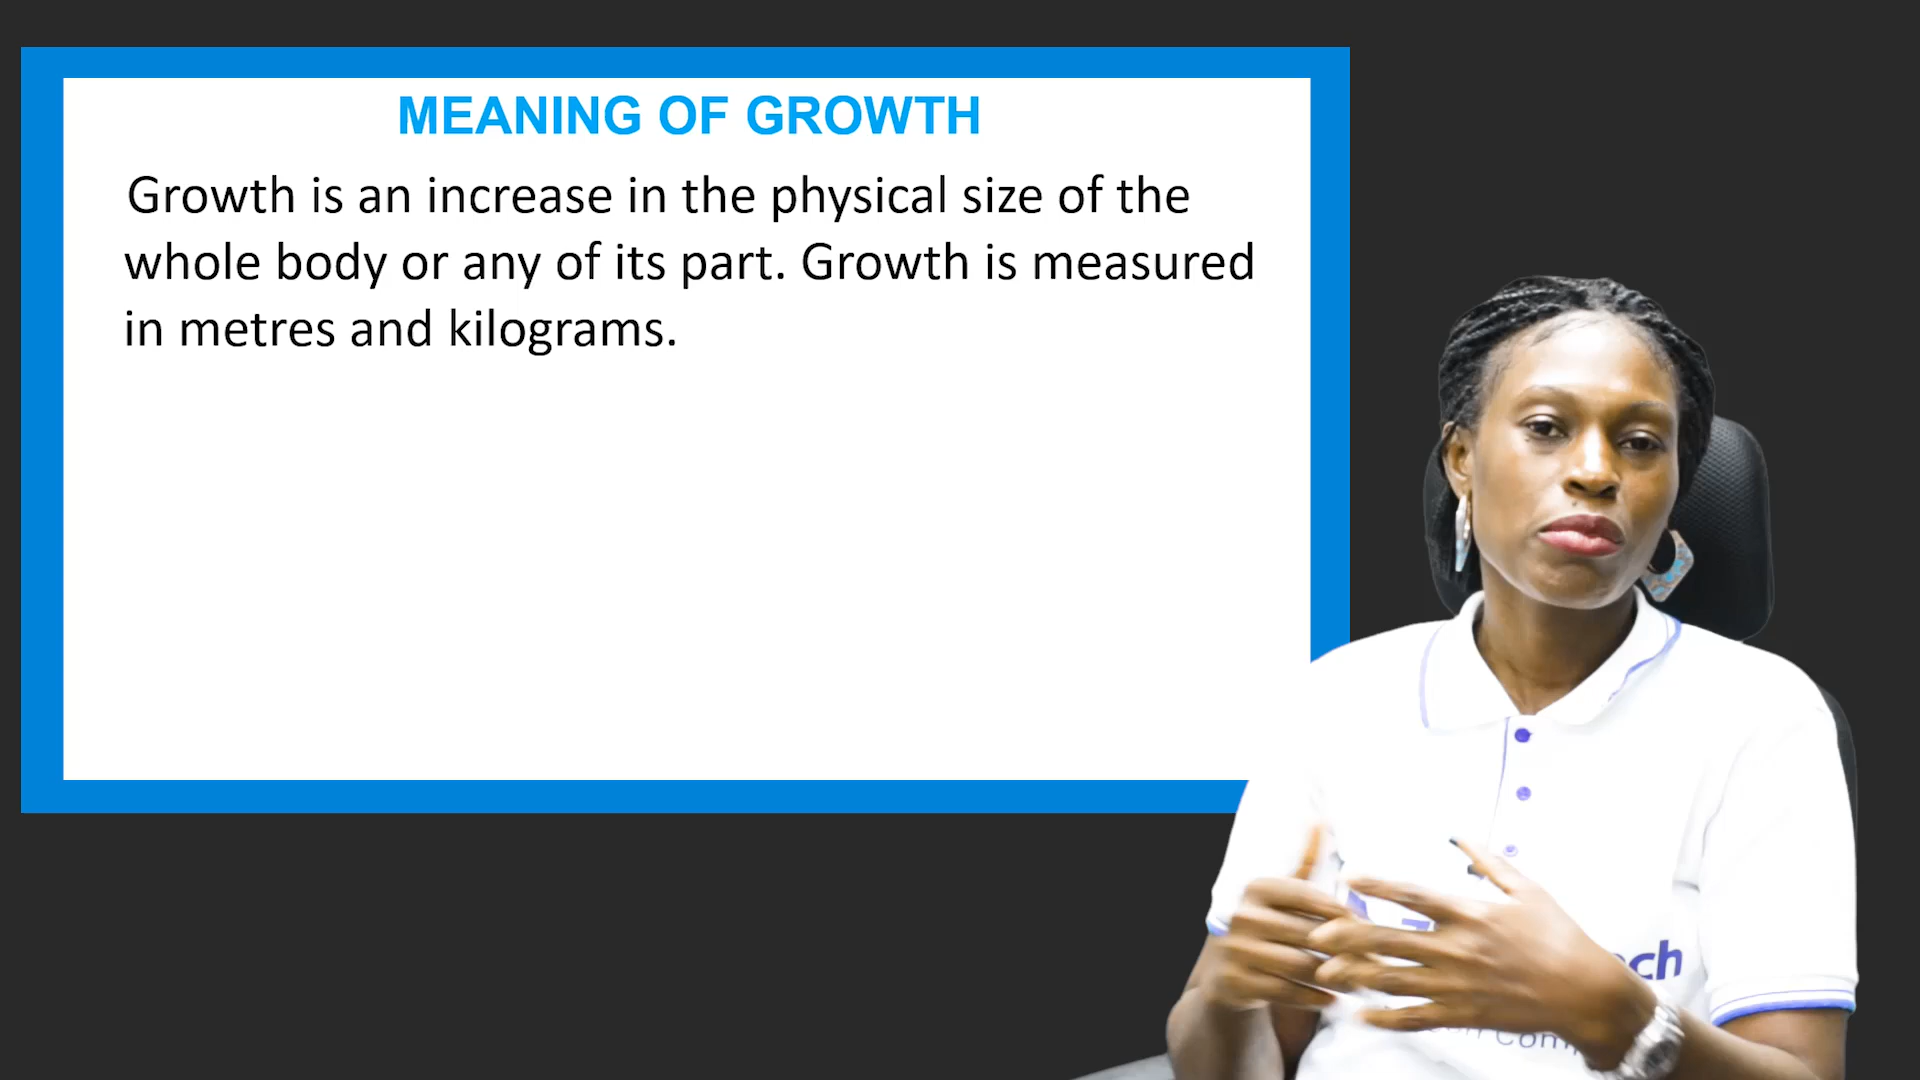 MEANING OF GROWTH
Growth is an increase in the physical size of the
whole body or any of its part. Growth is measured
in metres and kilograms.